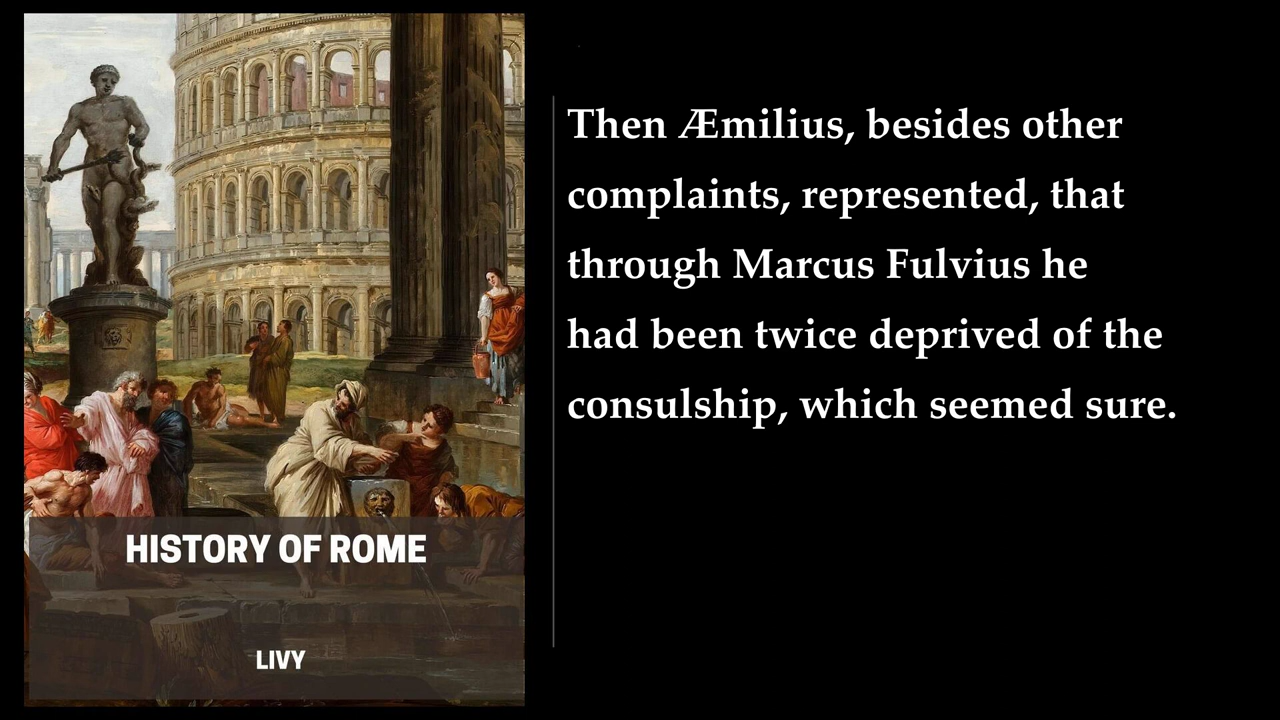 HISTORY OF ROME
LIVY
Then Æmilius, besides other
complaints, represented, that
through Marcus Fulvius he
had been twice deprived of the
consulship, which seemed sure.